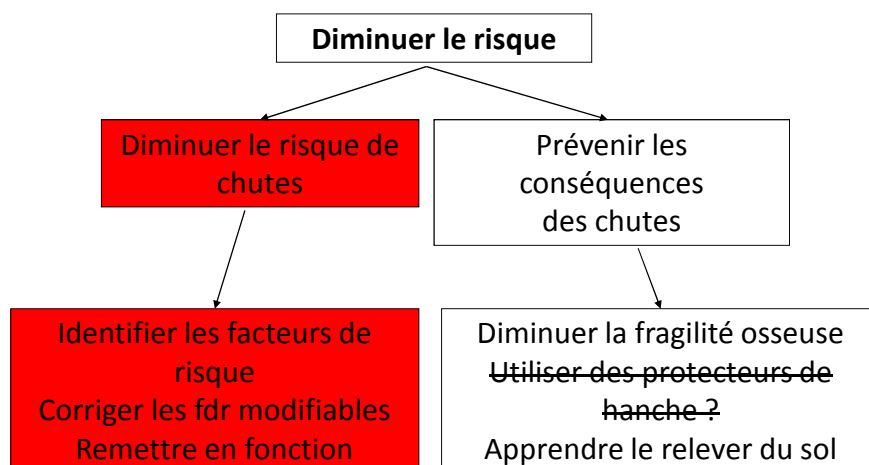 Diminuer le risque
Diminuer le risque de
chutes
Prévenir les
conséquences
des chutes
Identifier les facteurs de
risque
Corriger les fdr modifiables
Remettre en fonction
Diminuer la fragilité osseuse
Utiliser des protecteurs de
hanche ?
Apprendre le relever du sol